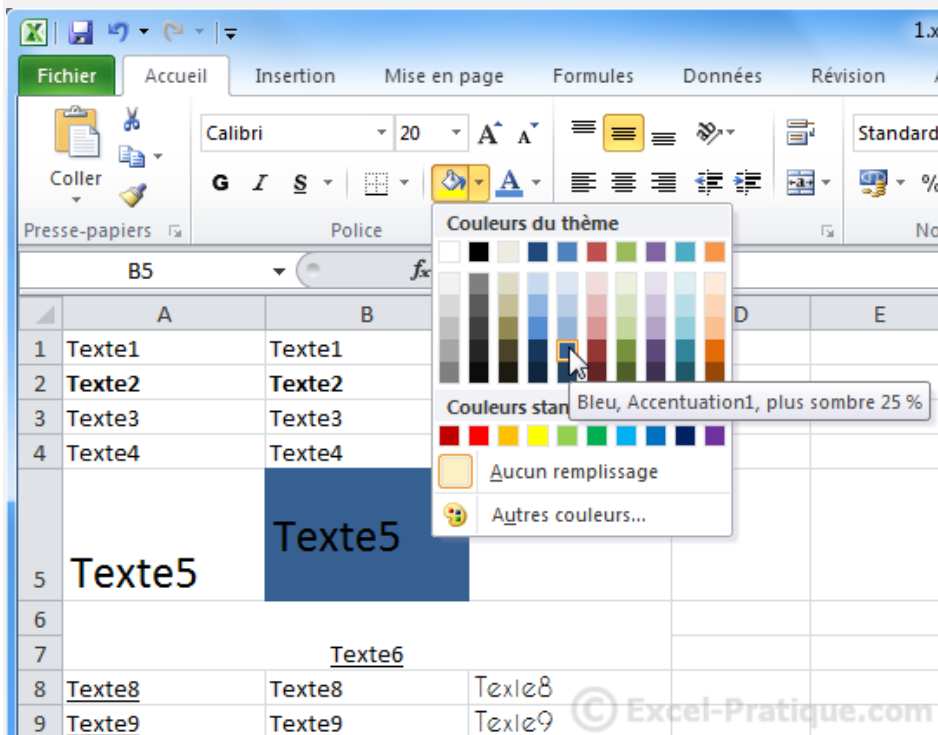 1.x
Fichier Accueil Insertion Mise en page Formules Données Révision
Calibri 20 A A Standard
Coller G I S A %
Presse-papiers Police No
B5 fx
Couleurs du thème
A B D E
1 Texte1 Texte1
2 Texte2 Texte2
Bleu, Accentuation1, plus sombre 25 %
3 Texte3 Texte3
Couleurs stan
4 Texte4 Texte4
Aucun remplissage
Autres couleurs...
5 Texte5 Texte5
6
7 Texte6
8 Texte8 Texte8 Texte8
9 Texte9 Texte9 Texte9
© Excel-Pratique.com